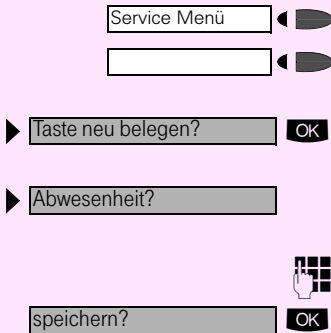 Service Menü
Taste neu belegen? OK
Abwesenheit?
speichern? OK